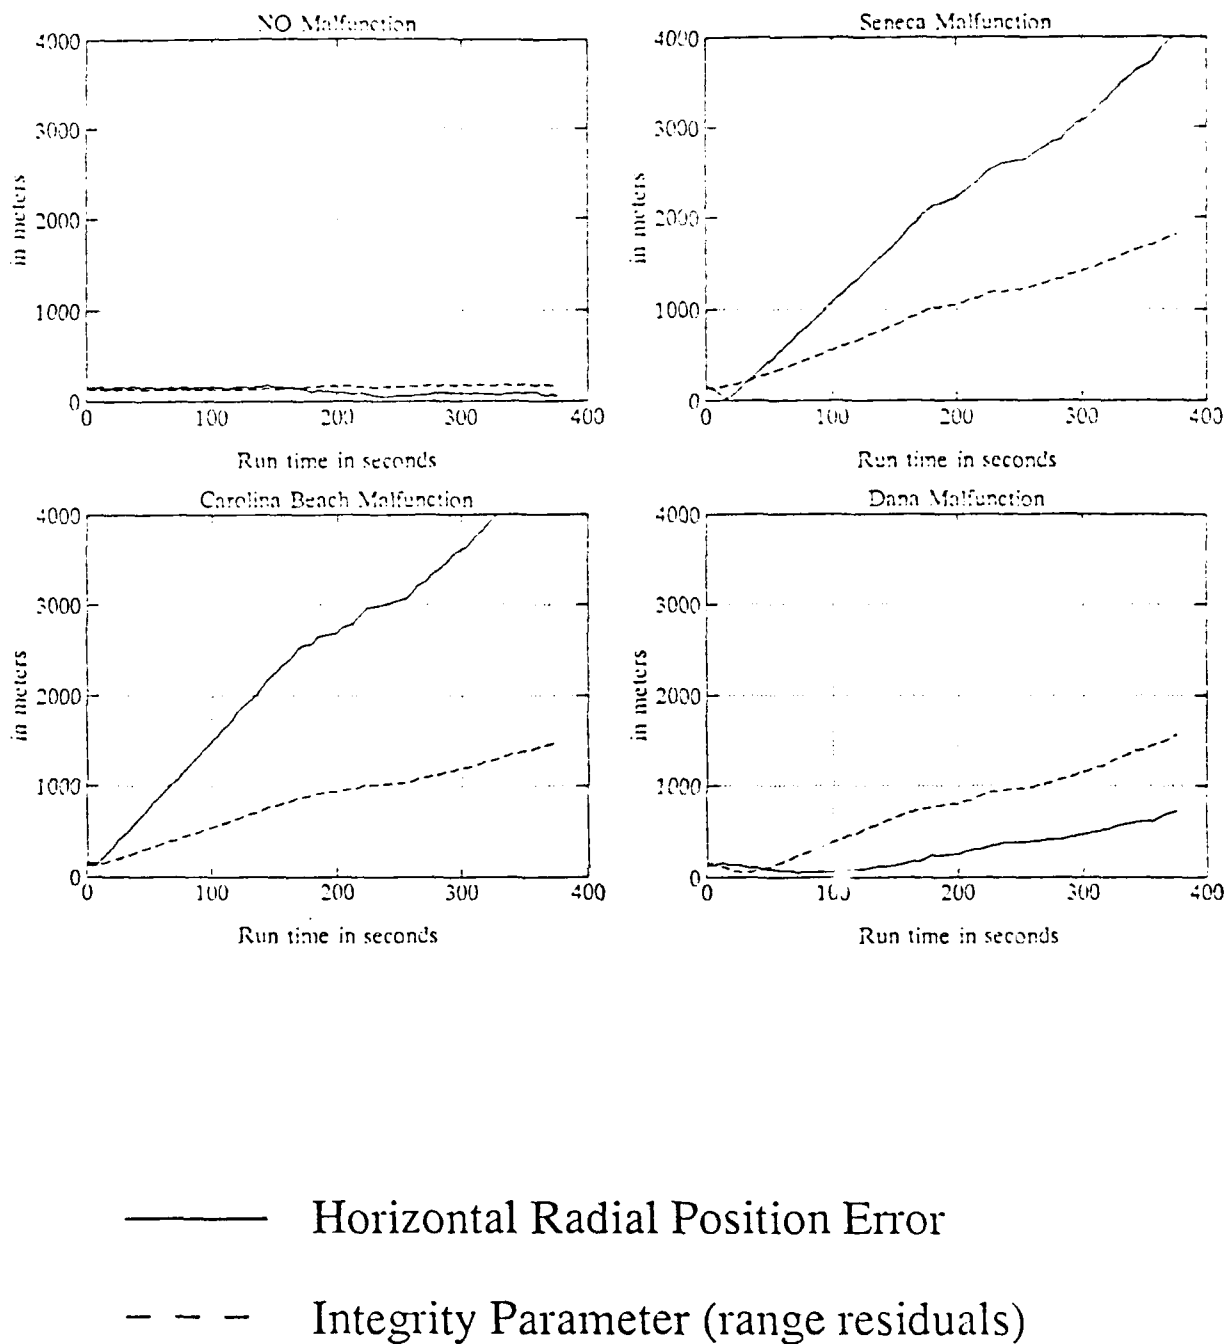 NO Malfunction
4000
3000
2000
1000
0
in meters
0 100 200 300 400
Run time in seconds
Seneca Malfunction
4000
3000
2000
1000
0
in meters
0 100 200 300 400
Run time in seconds
Carolina Beach Malfunction
4000
3000
2000
1000
0
in meters
0 100 200 300 400
Run time in seconds
Dana Malfunction
4000
3000
2000
1000
0
in meters
0 100 200 300 400
Run time in seconds
Horizontal Radial Position Error
Integrity Parameter (range residuals)